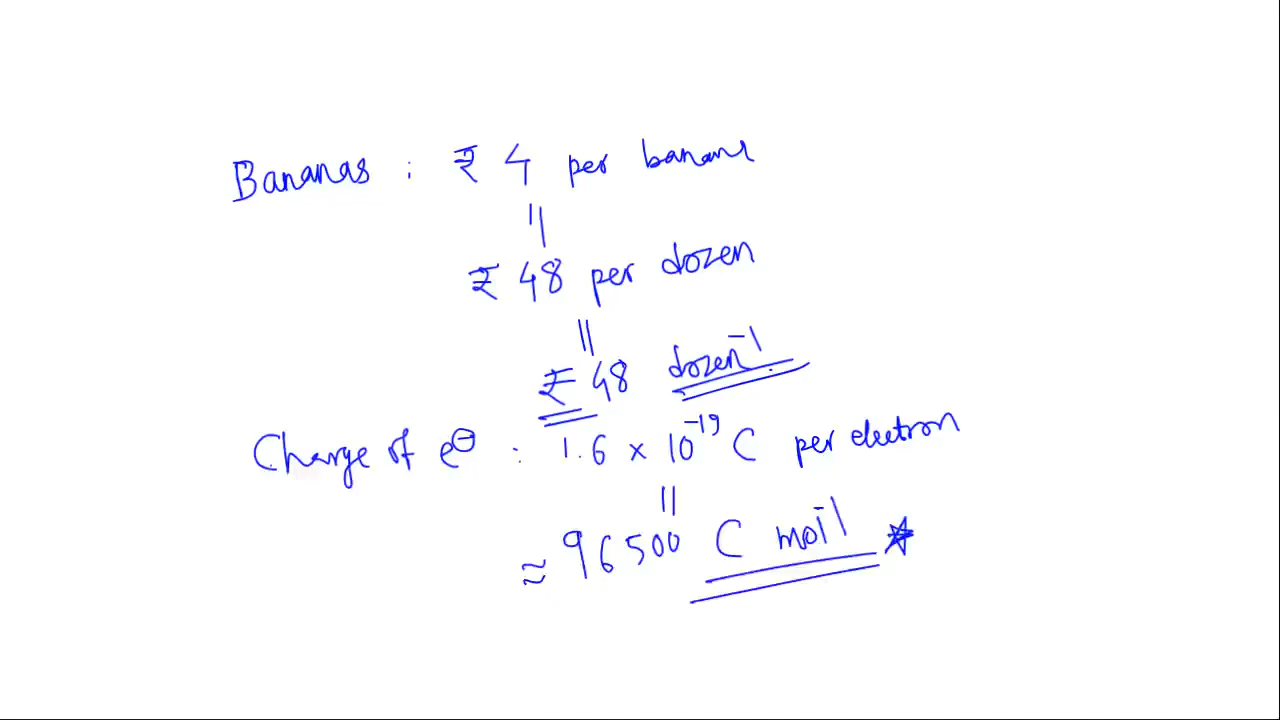 Bananas : ₹ 4 per banana
||
₹ 48 per dozen
||
₹ 48 dozen⁻¹
Charge of e⊖ : 1.6 × 10⁻¹⁹ C per electron
||
≈ 96500 C mol⁻¹ ★